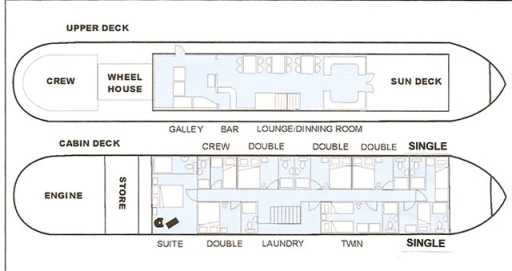 UPPER DECK
CREW
WHEEL HOUSE
SUN DECK
GALLEY BAR LOUNGE/DINNING ROOM
CABIN DECK
CREW DOUBLE DOUBLE DOUBLE SINGLE
ENGINE
STORE
SUITE DOUBLE LAUNDRY TWIN SINGLE